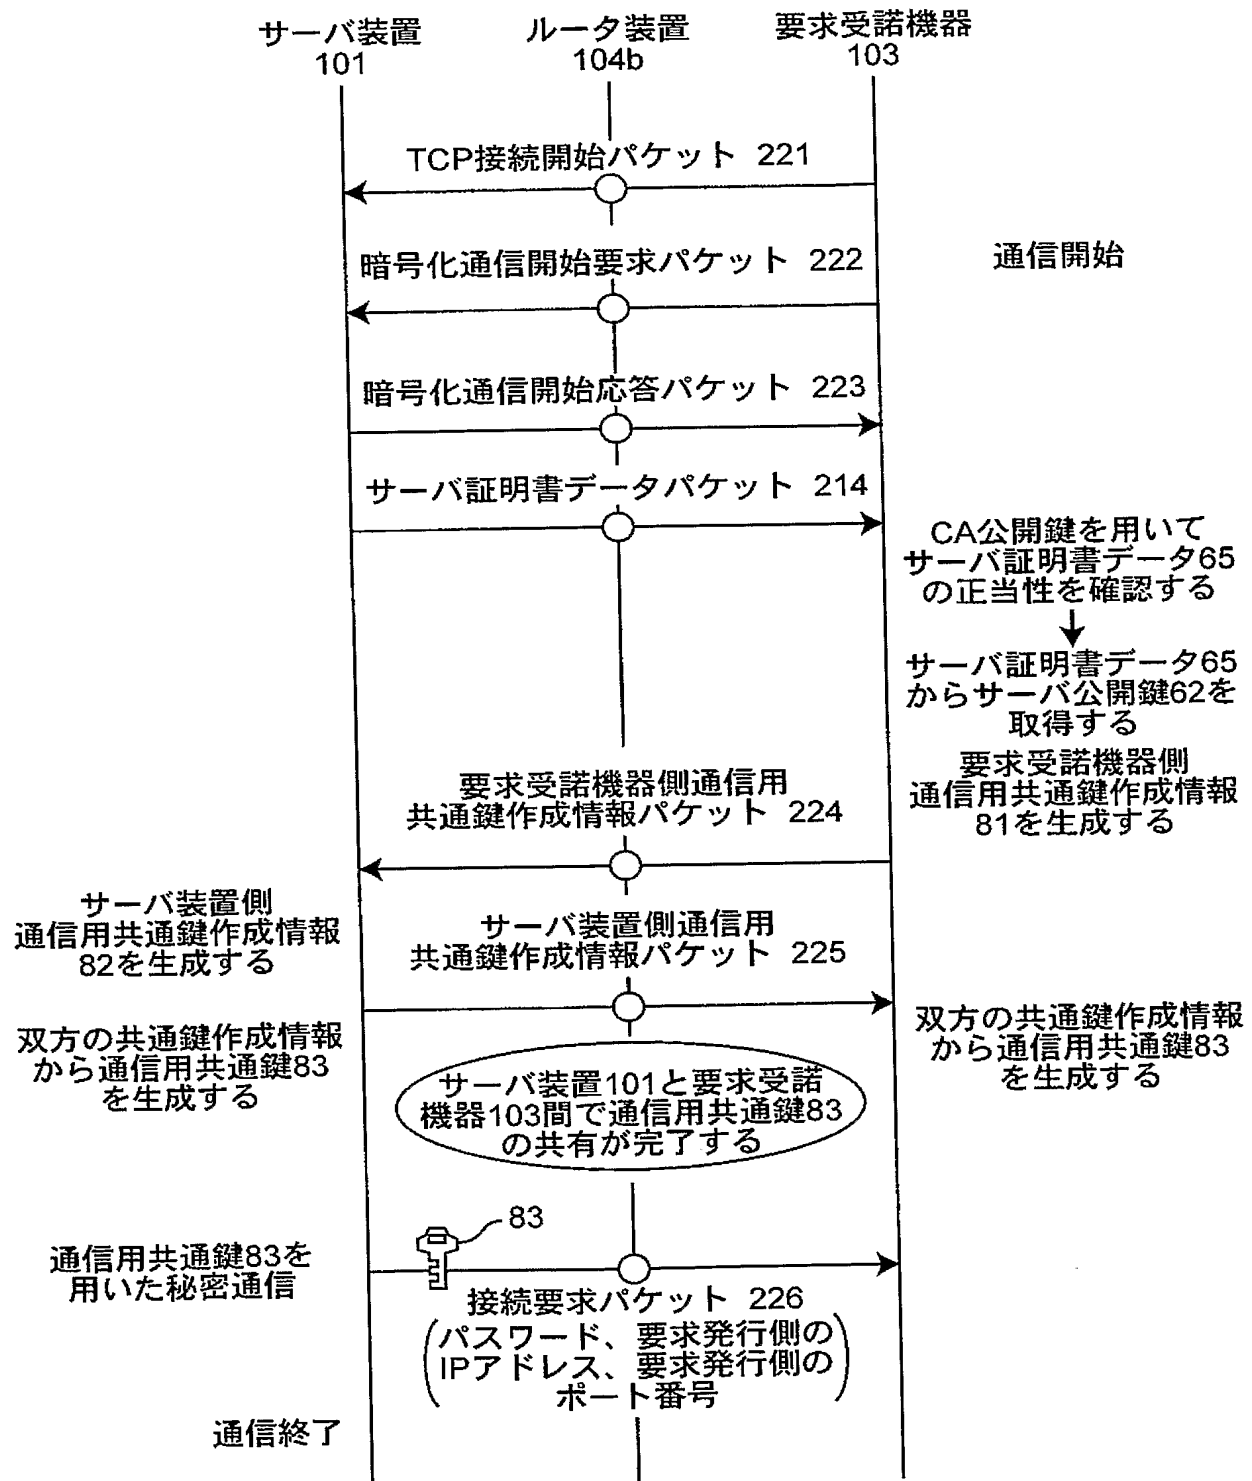 サーバ装置
101
ルータ装置
104b
要求受諾機器
103
TCP接続開始パケット 221
暗号化通信開始要求パケット 222
通信開始
暗号化通信開始応答パケット 223
サーバ証明書データパケット 214
CA公開鍵を用いて
サーバ証明書データ65
の正当性を確認する
サーバ証明書データ65
からサーバ公開鍵62を
取得する
要求受諾機器側
通信用共通鍵作成情報
81を生成する
要求受諾機器側通信用
共通鍵作成情報パケット 224
サーバ装置側
通信用共通鍵作成情報
82を生成する
サーバ装置側通信用
共通鍵作成情報パケット 225
双方の共通鍵作成情報
から通信用共通鍵83
を生成する
双方の共通鍵作成情報
から通信用共通鍵83
を生成する
サーバ装置101と要求受諾
機器103間で通信用共通鍵83
の共有が完了する
83
通信用共通鍵83を
用いた秘密通信
接続要求パケット 226
(パスワード、要求発行側の
IPアドレス、要求発行側の
ポート番号)
通信終了